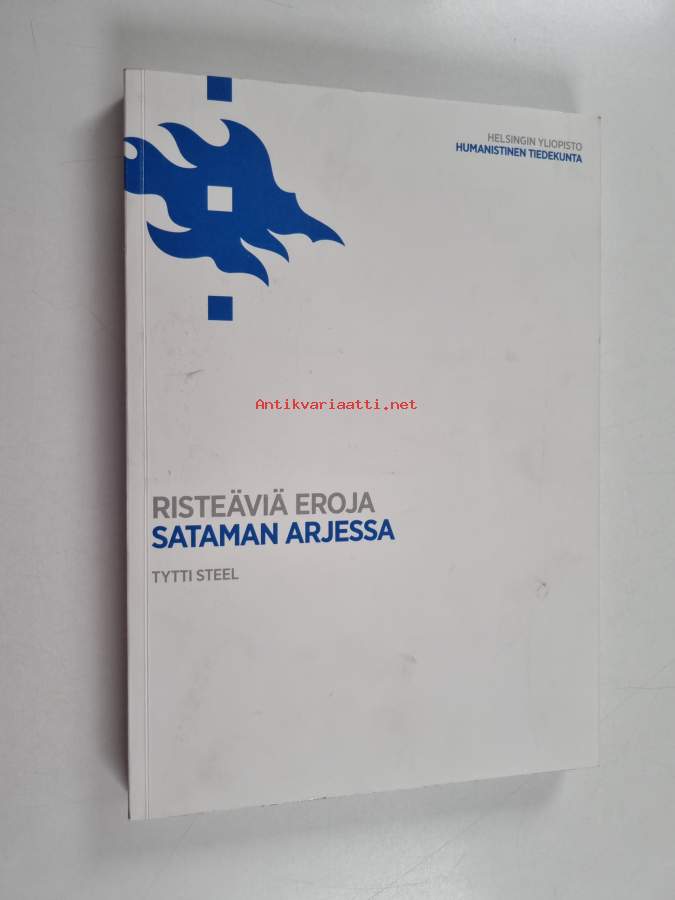 HELSINGIN YLIOPISTO
HUMANISTINEN TIEDEKUNTA
Antikvariaatti.net
RISTEÄVIÄ EROJA
SATAMAN ARJESSA
TYTTI STEEL